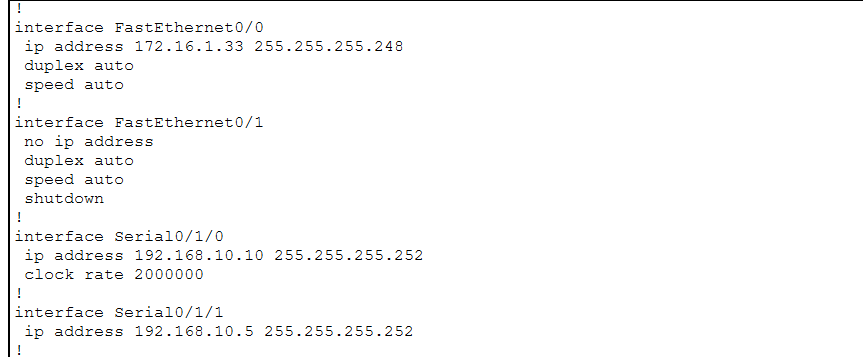 !
interface FastEthernet0/0
 ip address 172.16.1.33 255.255.255.248
 duplex auto
 speed auto
!
interface FastEthernet0/1
 no ip address
 duplex auto
 speed auto
 shutdown
!
interface Serial0/1/0
 ip address 192.168.10.10 255.255.255.252
 clock rate 2000000
!
interface Serial0/1/1
 ip address 192.168.10.5 255.255.255.252
!